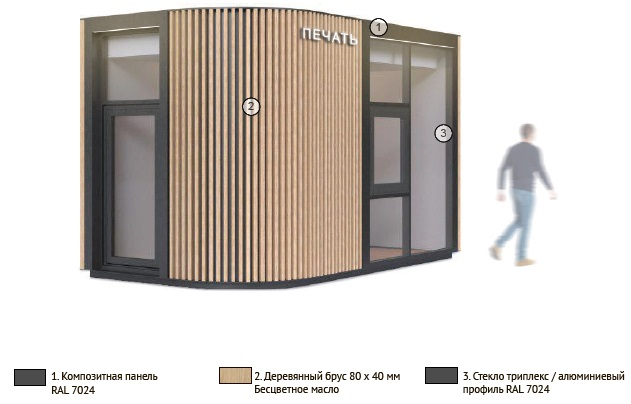 ПЕЧАТЬ
1
2
3
1. Композитная панель
RAL 7024
2. Деревянный брус 80 х 40 мм
Бесцветное масло
3. Стекло триплекс / алюминиевый
профиль RAL 7024